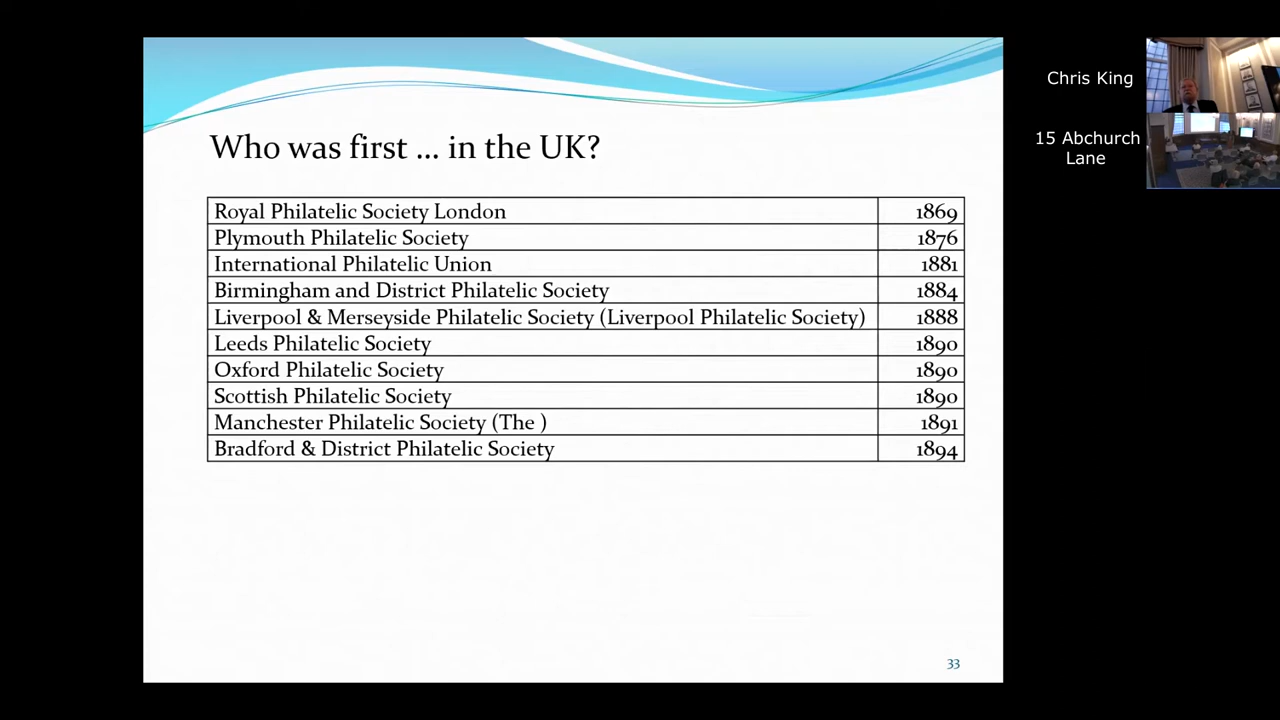 Who was first ... in the UK?
Royal Philatelic Society London 1869
Plymouth Philatelic Society 1876
International Philatelic Union 1881
Birmingham and District Philatelic Society 1884
Liverpool & Merseyside Philatelic Society (Liverpool Philatelic Society) 1888
Leeds Philatelic Society 1890
Oxford Philatelic Society 1890
Scottish Philatelic Society 1890
Manchester Philatelic Society (The ) 1891
Bradford & District Philatelic Society 1894
33
Chris King
15 Abchurch
Lane